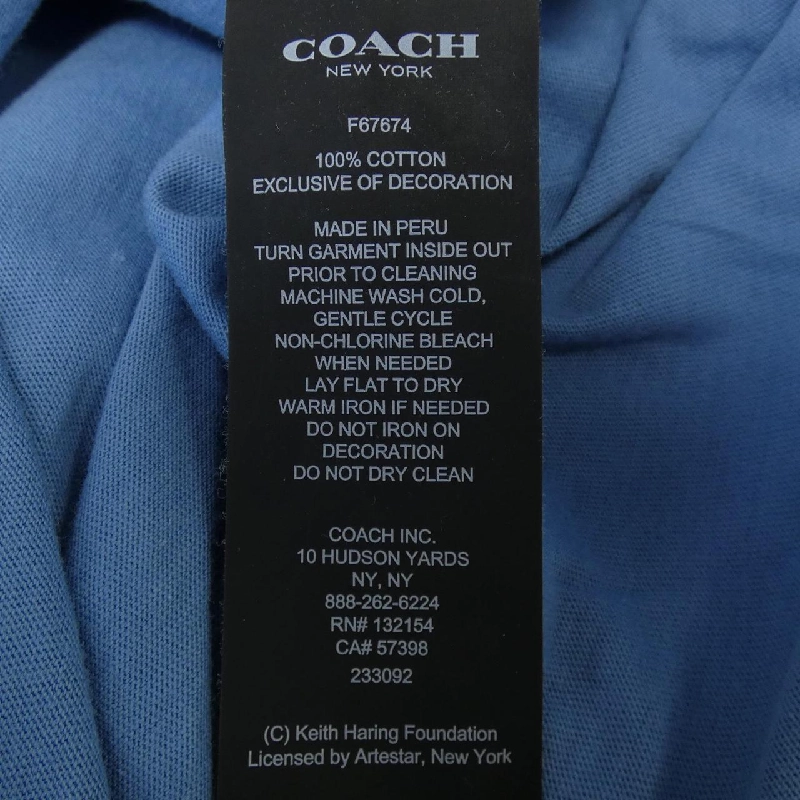 COACH
NEW YORK
F67674
100% COTTON
EXCLUSIVE OF DECORATION
MADE IN PERU
TURN GARMENT INSIDE OUT
PRIOR TO CLEANING
MACHINE WASH COLD,
GENTLE CYCLE
NON-CHLORINE BLEACH
WHEN NEEDED
LAY FLAT TO DRY
WARM IRON IF NEEDED
DO NOT IRON ON
DECORATION
DO NOT DRY CLEAN
COACH INC.
10 HUDSON YARDS
NY, NY
888-262-6224
RN# 132154
CA# 57398
233092
(C) Keith Haring Foundation
Licensed by Artestar, New York